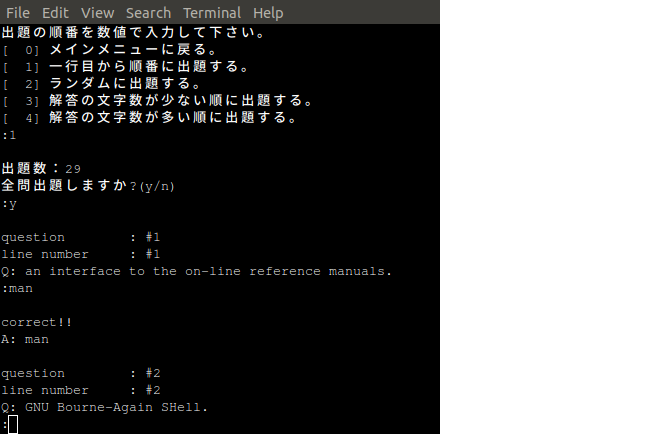 File Edit View Search Terminal Help
出題の順番を数値で入力して下さい。
[  0] メインメニューに戻る。
[  1] 一行目から順番に出題する。
[  2] ランダムに出題する。
[  3] 解答の文字数が少ない順に出題する。
[  4] 解答の文字数が多い順に出題する。
:1
出題数：29
全問出題しますか?(y/n)
:y
question        : #1
line number     : #1
Q: an interface to the on-line reference manuals.
:man
correct!!
A: man
question        : #2
line number     : #2
Q: GNU Bourne-Again SHell.
: